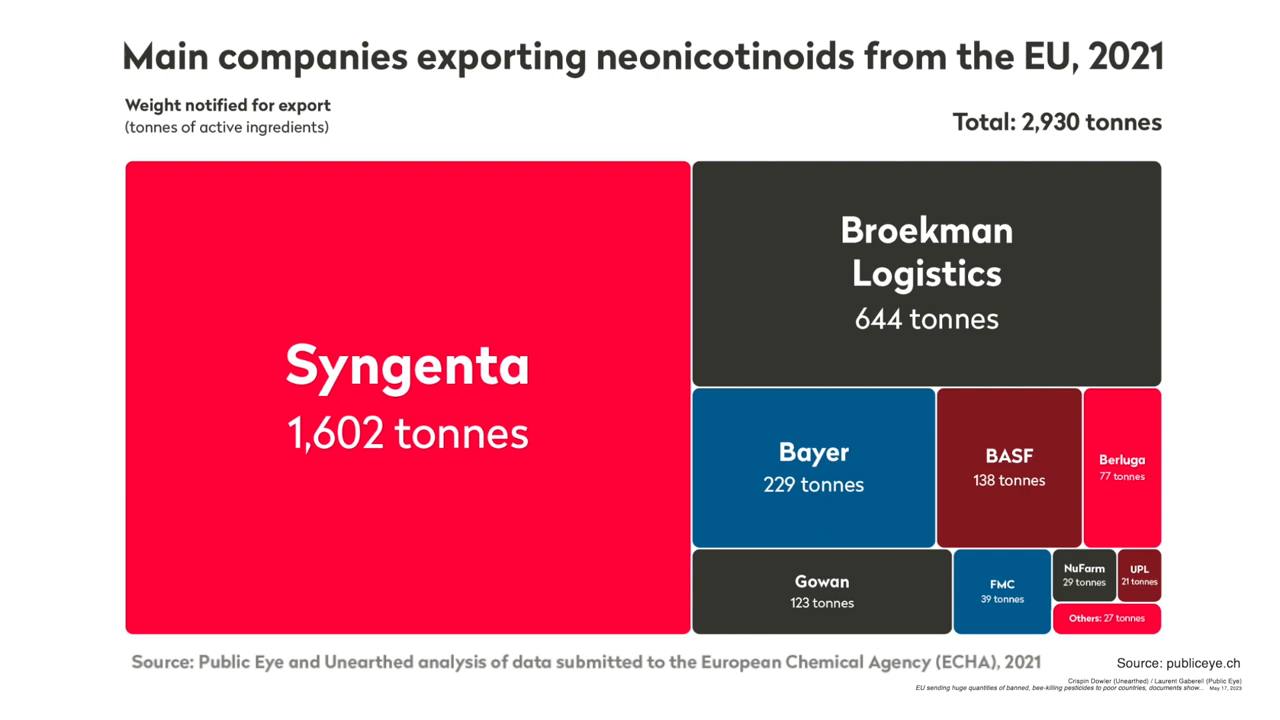 Main companies exporting neonicotinoids from the EU, 2021
Weight notified for export
(tonnes of active ingredients)
Total: 2,930 tonnes
Syngenta
1,602 tonnes
Broekman
Logistics
644 tonnes
Bayer
229 tonnes
BASF
138 tonnes
Berluga
77 tonnes
Gowan
123 tonnes
FMC
39 tonnes
NuFarm
29 tonnes
UPL
21 tonnes
Others: 27 tonnes
Source: Public Eye and Unearthed analysis of data submitted to the European Chemical Agency (ECHA), 2021
Source: publiceye.ch
Crispin Dowler (Unearthed) / Laurent Gaberell (Public Eye)
EU sending huge quantities of banned, bee-killing pesticides to poor countries, documents show... May 17, 2023